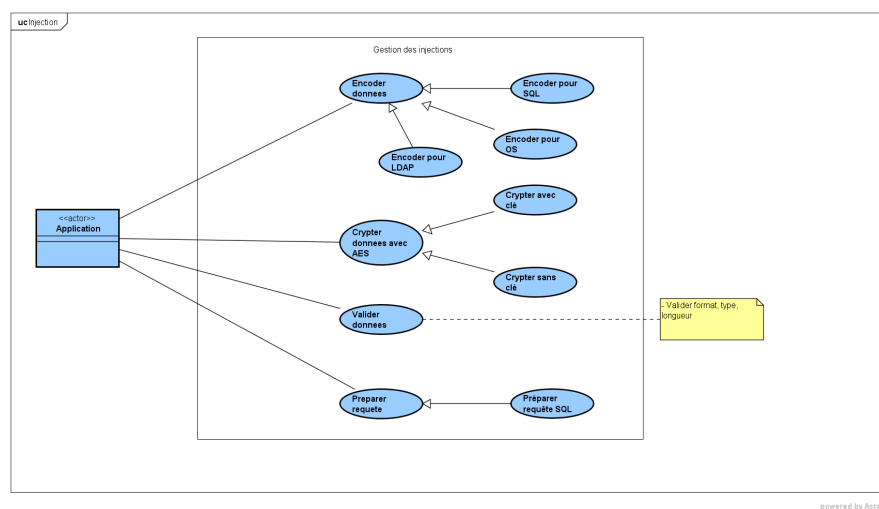 uc Injection
Gestion des injections
Encoder
donnees
Encoder pour
SQL
Encoder pour
OS
Encoder pour
LDAP
<<actor>>
Application
Crypter avec
clé
Crypter
donnees avec
AES
Crypter sans
clé
Valider
donnees
- Valider format, type,
longueur
Preparer
requete
Préparer
requête SQL
powered by Asta